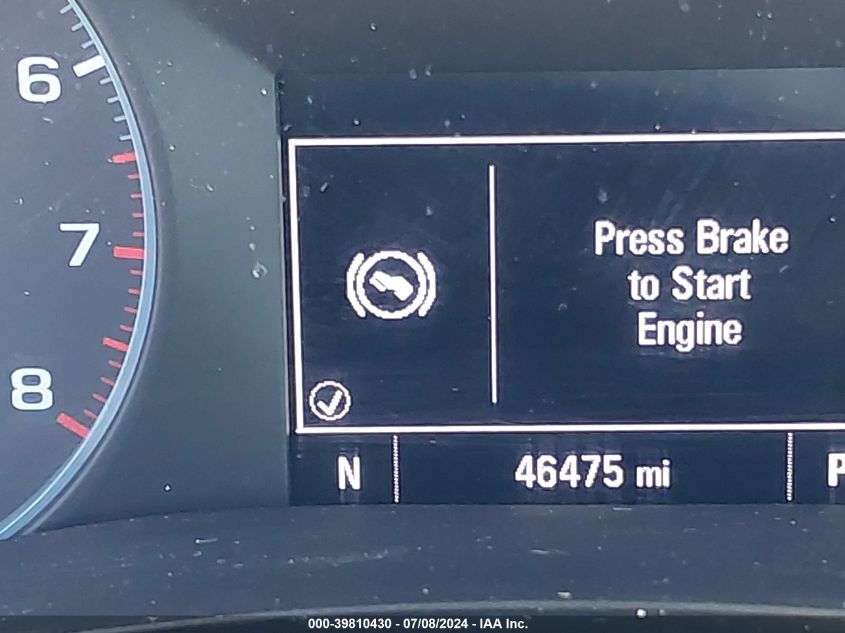 6
7
8
Press Brake
to Start
Engine
N 46475 mi P
000-39810430 - 07/08/2024 - IAA Inc.